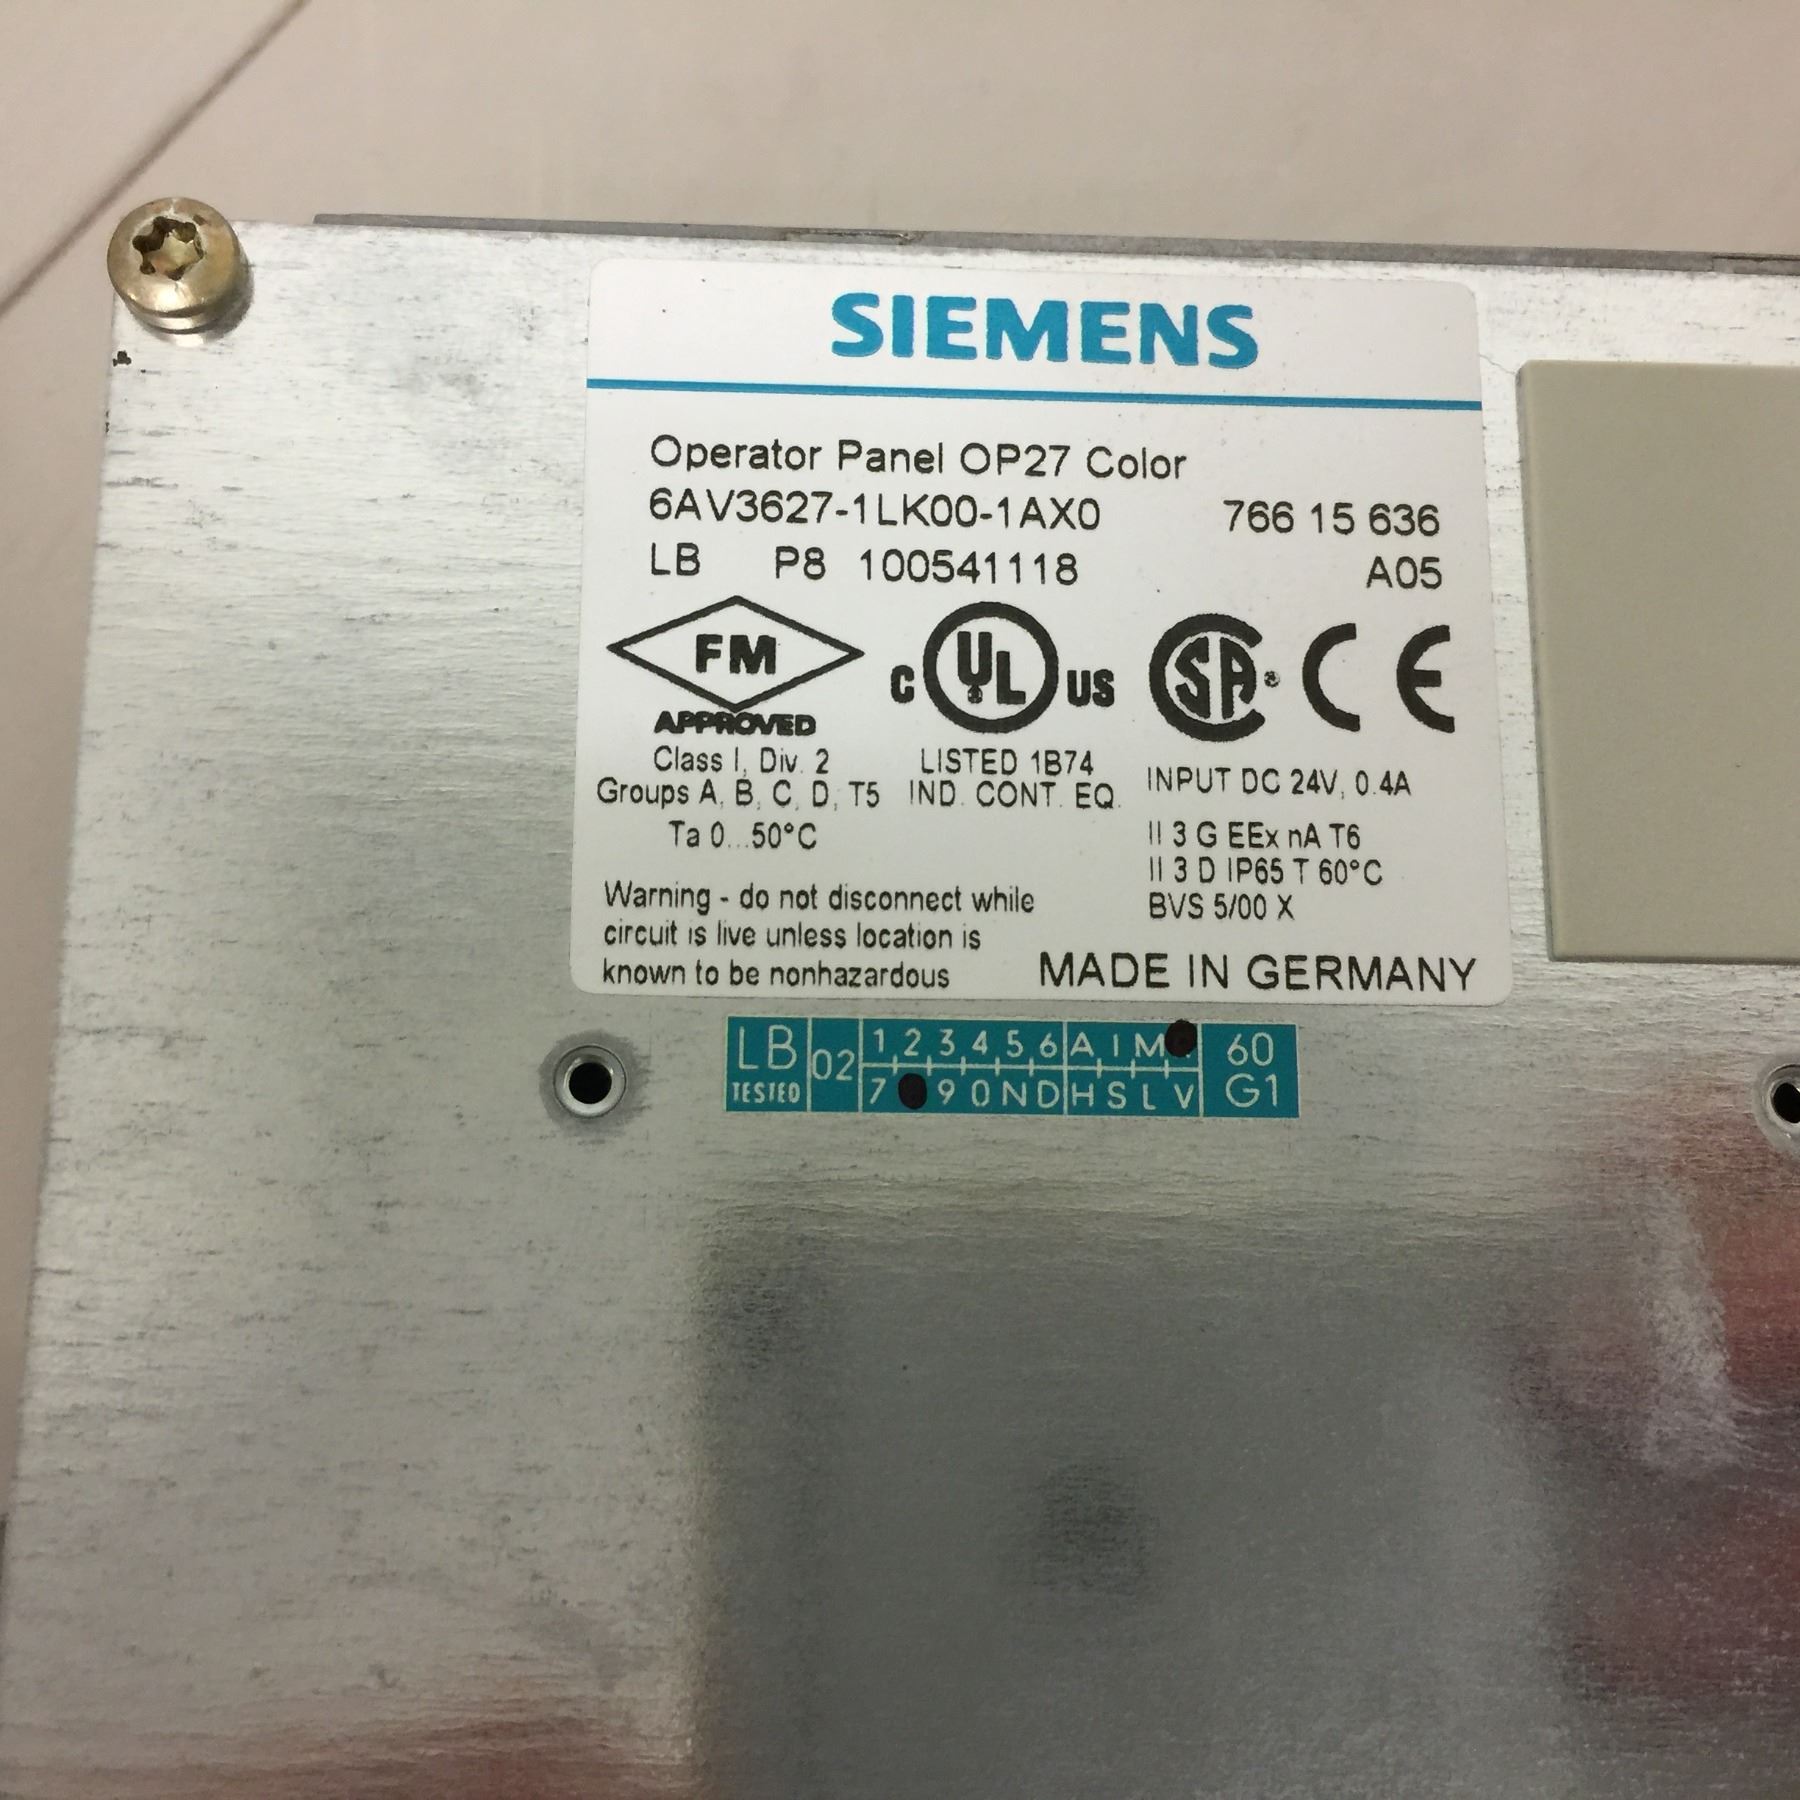 SIEMENS
Operator Panel OP27 Color
6AV3627-1LK00-1AX0 766 15 636
LB P8 100541118 A05
FM
APPROVED
C UL US
SA
CE
Class I, Div. 2
Groups A, B, C, D, T5
Ta 0...50°C
LISTED 1B74
IND. CONT. EQ.
INPUT DC 24V, 0.4A
II 3 G EEx nA T6
II 3 D IP65 T 60°C
BVS 5/00 X
Warning - do not disconnect while
circuit is live unless location is
known to be nonhazardous
MADE IN GERMANY
LB 02 1 2 3 4 5 6 A I M 60
TESTED 7 9 0 N D H S L V G1